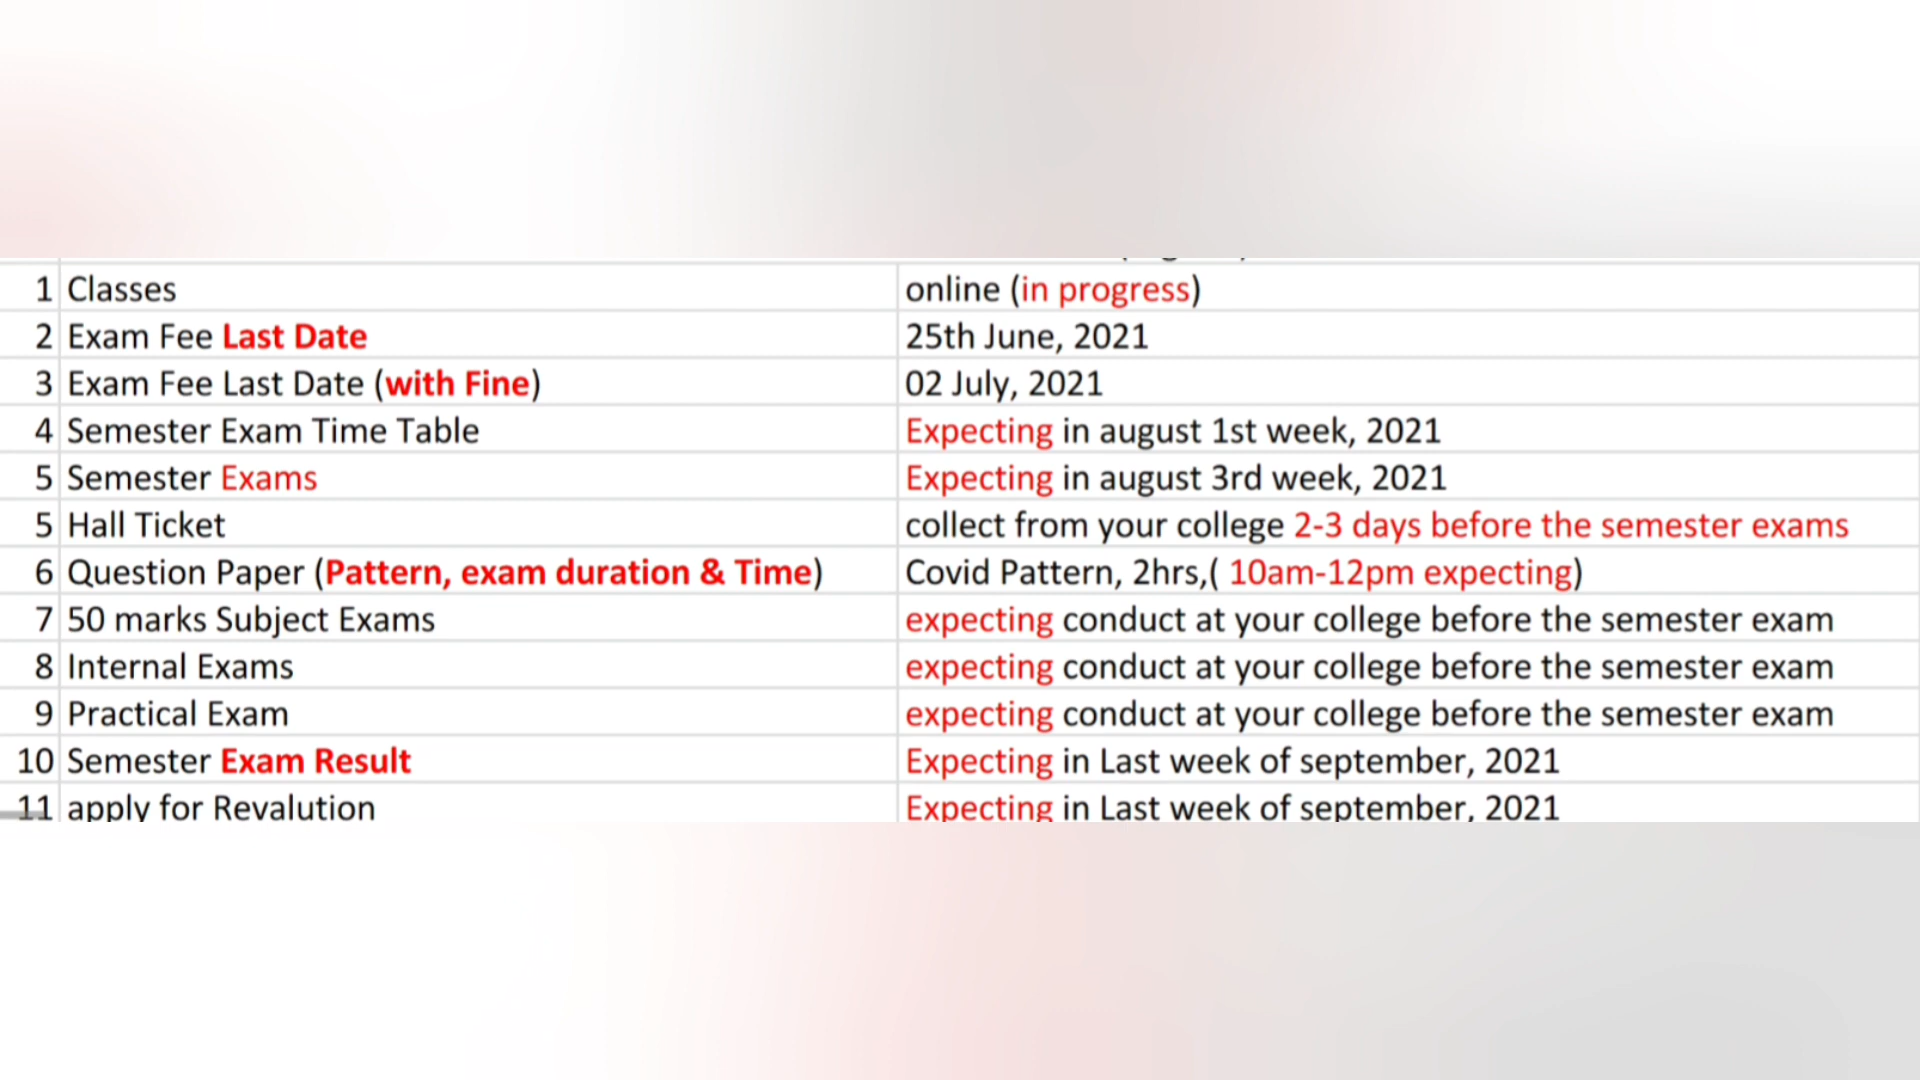 1 Classes online (in progress)
2 Exam Fee Last Date 25th June, 2021
3 Exam Fee Last Date (with Fine) 02 July, 2021
4 Semester Exam Time Table Expecting in august 1st week, 2021
5 Semester Exams Expecting in august 3rd week, 2021
5 Hall Ticket collect from your college 2-3 days before the semester exams
6 Question Paper (Pattern, exam duration & Time) Covid Pattern, 2hrs,( 10am-12pm expecting)
7 50 marks Subject Exams expecting conduct at your college before the semester exam
8 Internal Exams expecting conduct at your college before the semester exam
9 Practical Exam expecting conduct at your college before the semester exam
10 Semester Exam Result Expecting in Last week of september, 2021
11 apply for Revalution Expecting in Last week of september, 2021